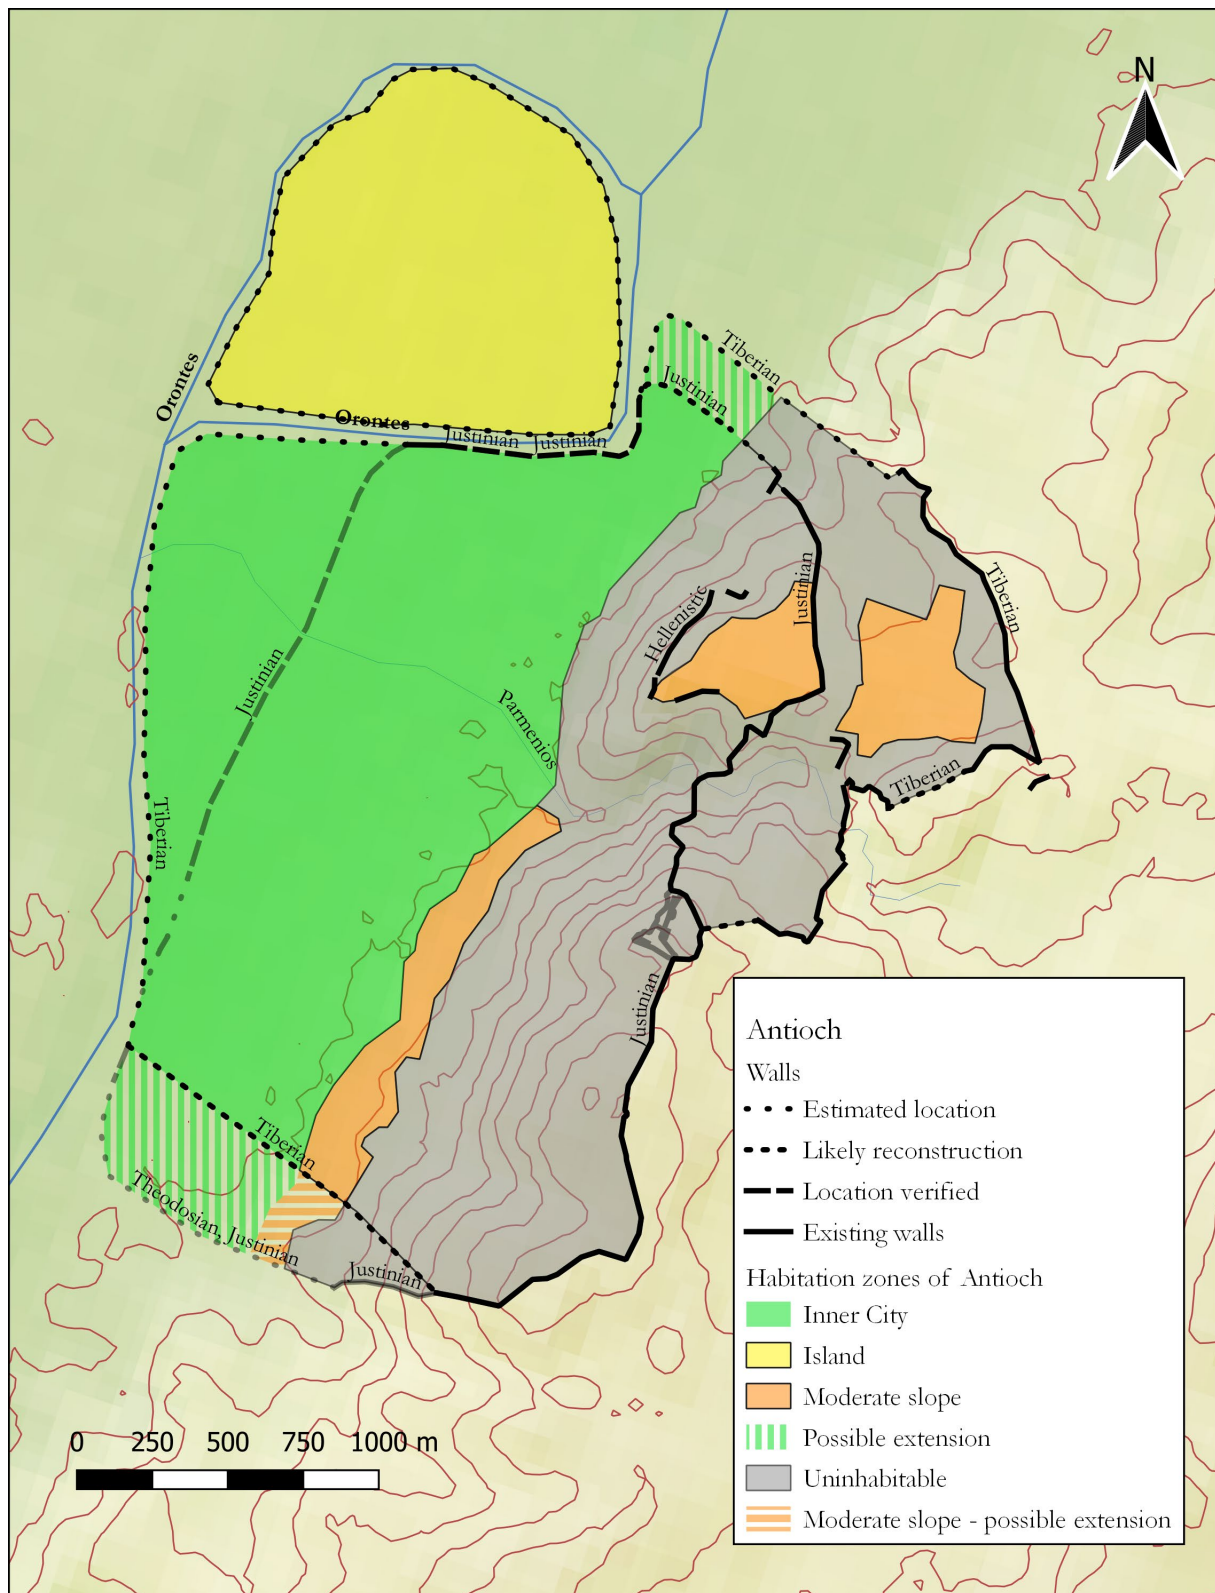 N
Orontes
Orontes
Justinian
Justinian
Tiberian
Justinian
Hellenistic
Justinian
Tiberian
Justinian
Parmenios
Tiberian
Tiberian
Justinian
Tiberian
Theodosian, Justinian
Justinian
Antioch
Walls
Estimated location
Likely reconstruction
Location verified
Existing walls
Habitation zones of Antioch
Inner City
Island
Moderate slope
Possible extension
Uninhabitable
Moderate slope - possible extension
0 250 500 750 1000 m